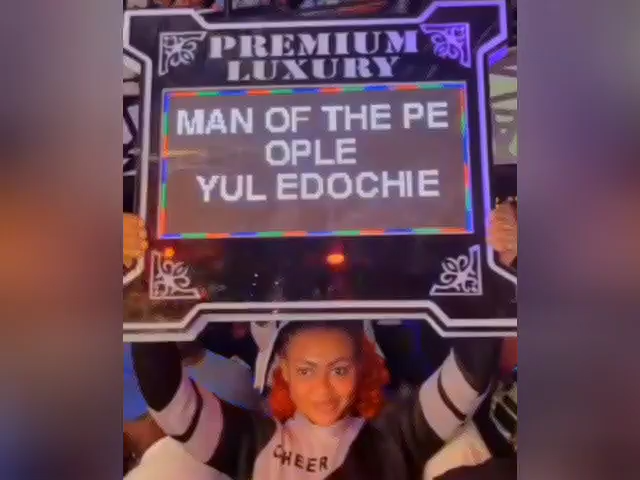 PREMIUM
LUXURY
MAN OF THE PE
OPLE
YUL EDOCHIE
CHEER